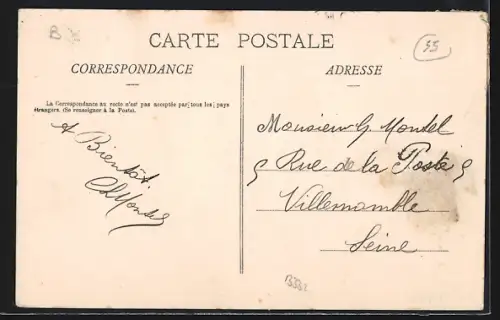 B
55
CARTE POSTALE
CORRESPONDANCE
ADRESSE
La Correspondance au recto n'est pas acceptée par tous les pays
étrangers. (Se renseigner à la Poste).
A Bientôt
Monsieur G. Montel
Rue de la Poste
Villemomble
Seine